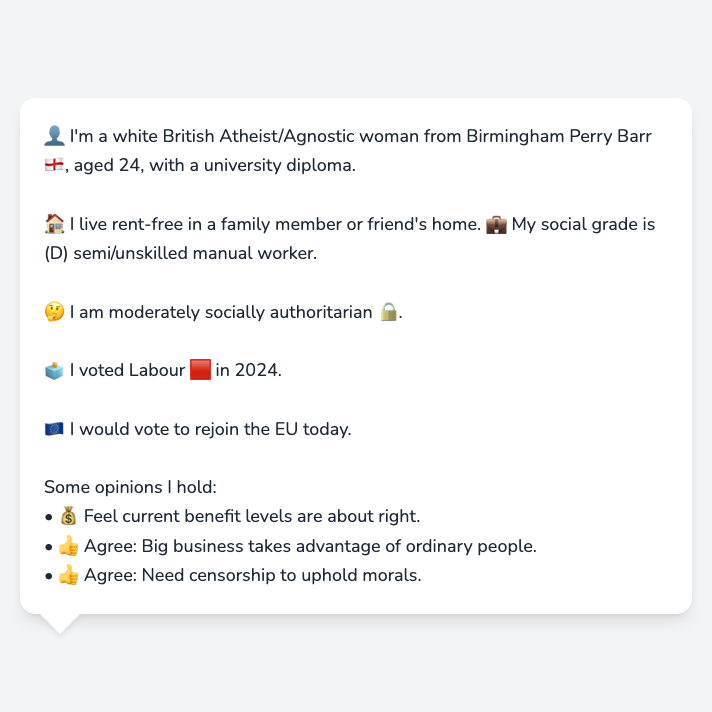 👤 I'm a white British Atheist/Agnostic woman from Birmingham Perry Barr
🏴󠁧󠁢󠁥󠁮󠁧󠁿, aged 24, with a university diploma.
🏠 I live rent-free in a family member or friend's home. 💼 My social grade is
(D) semi/unskilled manual worker.
🤔 I am moderately socially authoritarian 🔒.
🗳️ I voted Labour 🟥 in 2024.
🇪🇺 I would vote to rejoin the EU today.
Some opinions I hold:
• 💰 Feel current benefit levels are about right.
• 👍 Agree: Big business takes advantage of ordinary people.
• 👍 Agree: Need censorship to uphold morals.